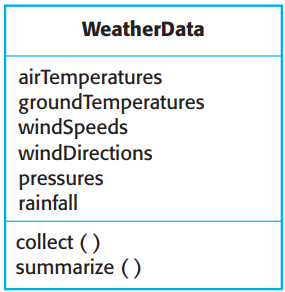 WeatherData
airTemperatures
groundTemperatures
windSpeeds
windDirections
pressures
rainfall
collect ( )
summarize ( )